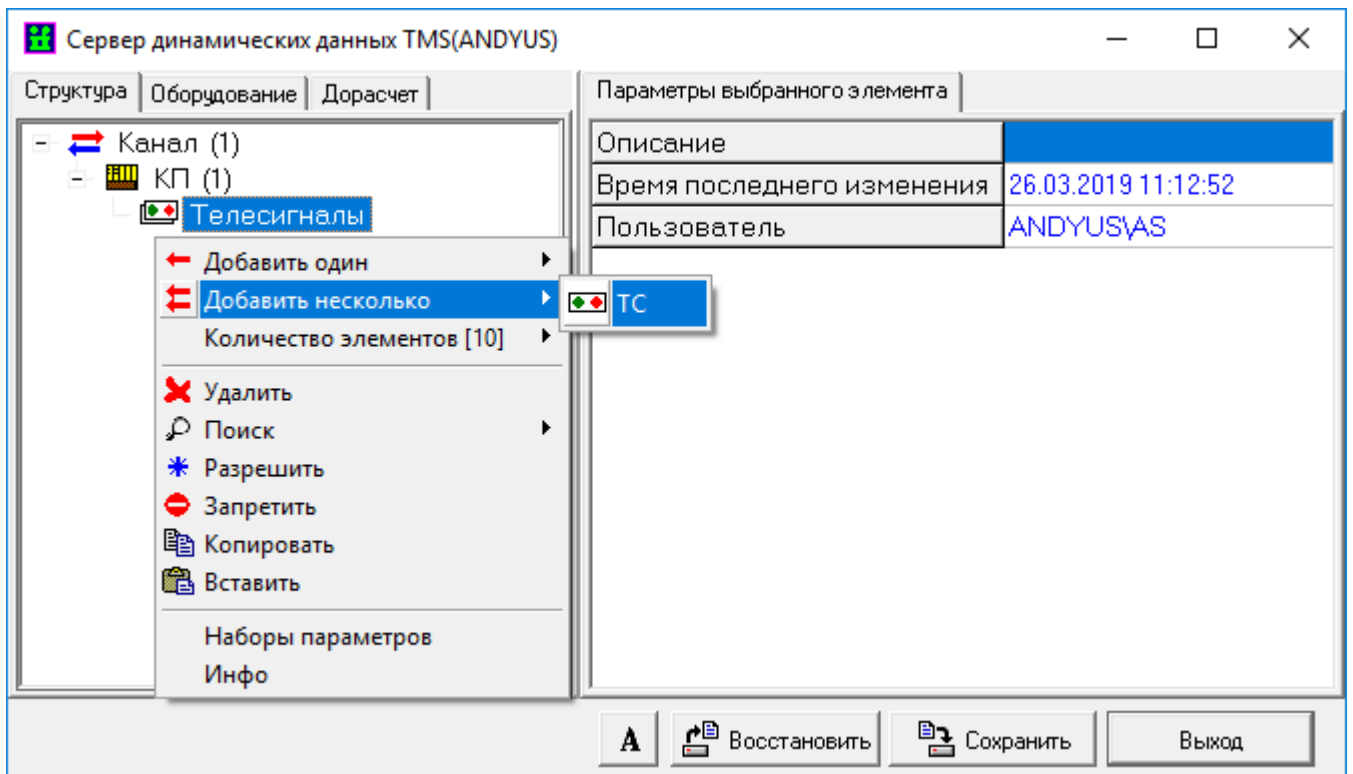 Сервер динамических данных TMS(ANDYUS)
Структура Оборудование Дорасчет
Параметры выбранного элемента
Канал (1)
КП (1)
Телесигналы
Описание
Время последнего изменения 26.03.2019 11:12:52
Пользователь ANDYUS\AS
Добавить один
Добавить несколько
ТС
Количество элементов [10]
Удалить
Поиск
Разрешить
Запретить
Копировать
Вставить
Наборы параметров
Инфо
A Восстановить Сохранить Выход